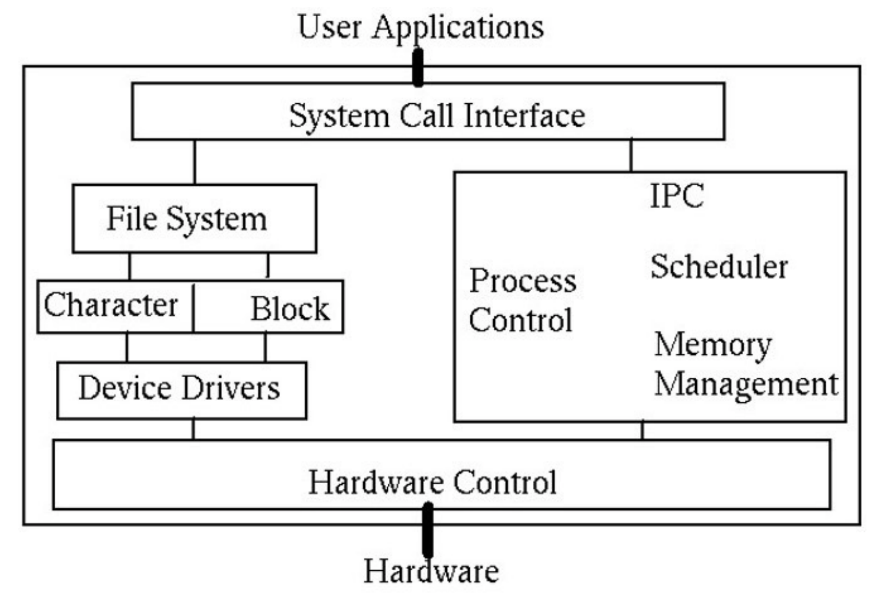 User Applications
System Call Interface
File System
Character
Block
Device Drivers
Process
Control
IPC
Scheduler
Memory
Management
Hardware Control
Hardware